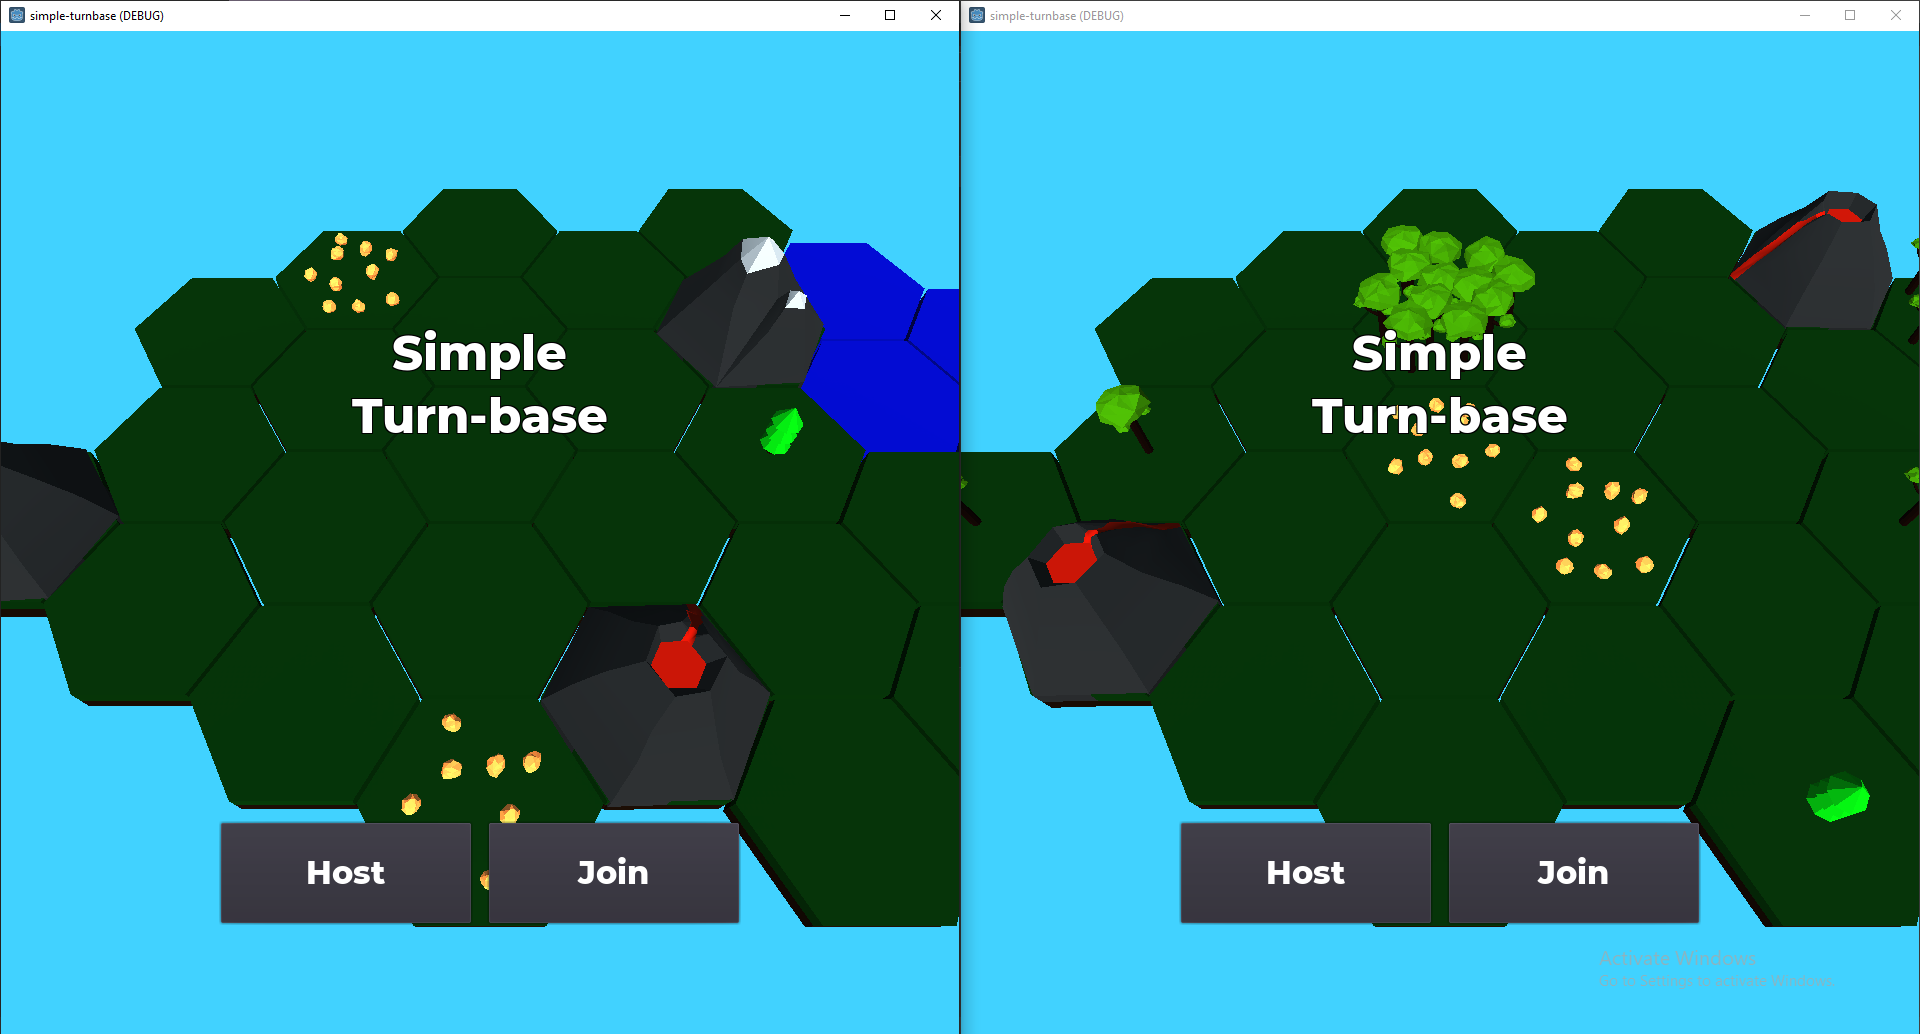 simple-turnbase (DEBUG)
Simple
Turn-base
Host Join
simple-turnbase (DEBUG)
Simple
Turn-base
Host Join
Activate Windows
Go to Settings to activate Windows.